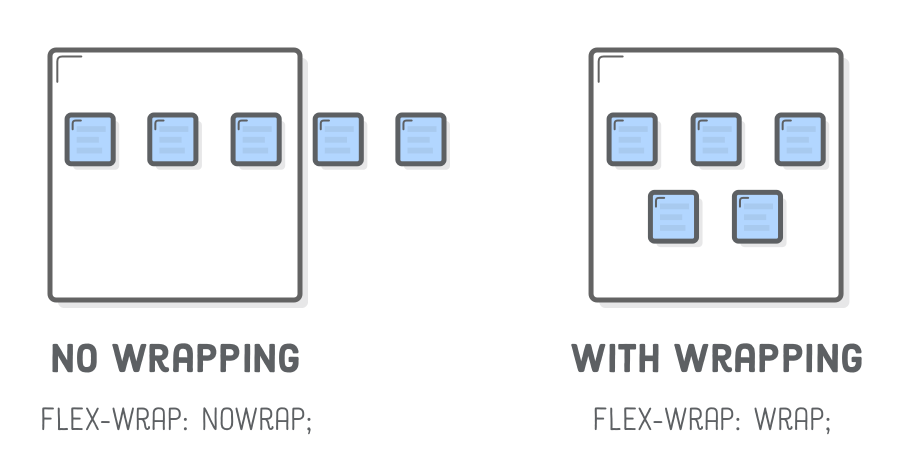 NO WRAPPING
FLEX-WRAP: NOWRAP;
WITH WRAPPING
FLEX-WRAP: WRAP;